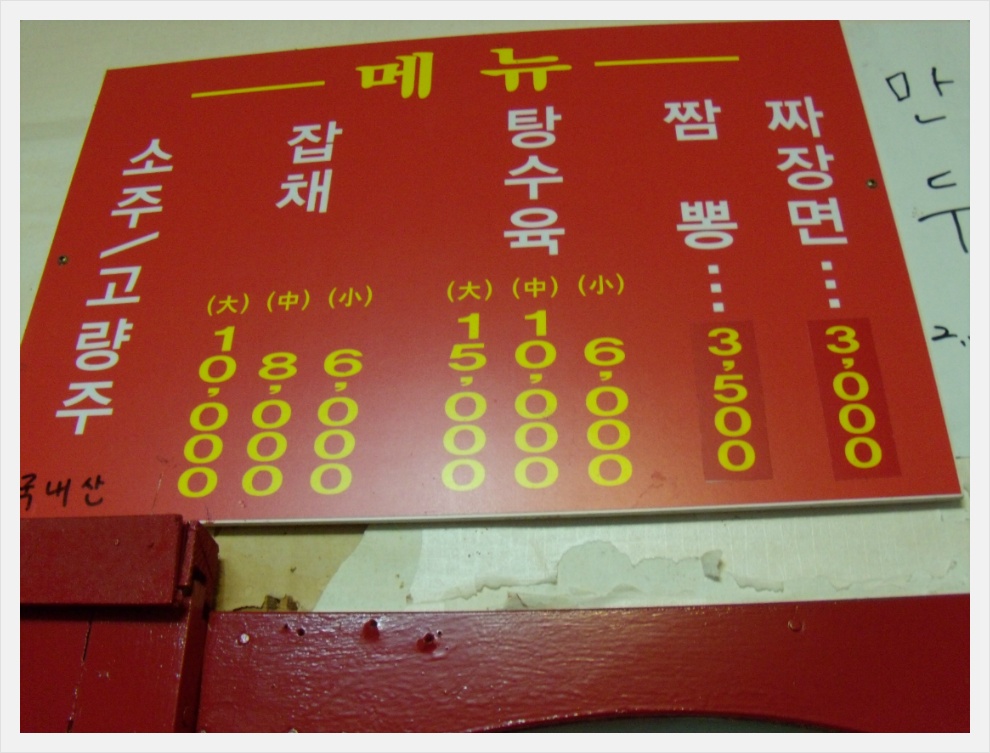 메뉴
짜장면...3,000
짬뽕...3,500
탕수육
(大) 15,000
(中) 10,000
(小) 6,000
잡채
(大) 10,000
(中) 8,000
(小) 6,000
소주/고량주
국내산
만두